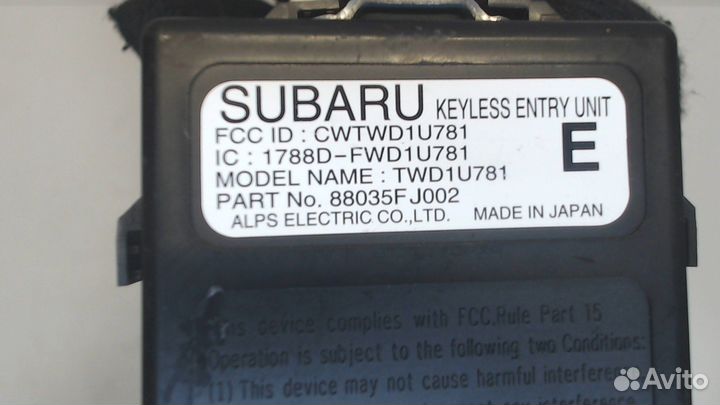 SUBARU KEYLESS ENTRY UNIT
FCC ID : CWTWD1U781
IC : 1788D-FWD1U781
MODEL NAME : TWD1U781
PART No. 88035FJ002
E
ALPS ELECTRIC CO.,LTD. MADE IN JAPAN
This device complies with FCC.Rule Part 15
Operation is subject to the following two Conditions:
(1) This device may not cause harmful interference
Avito